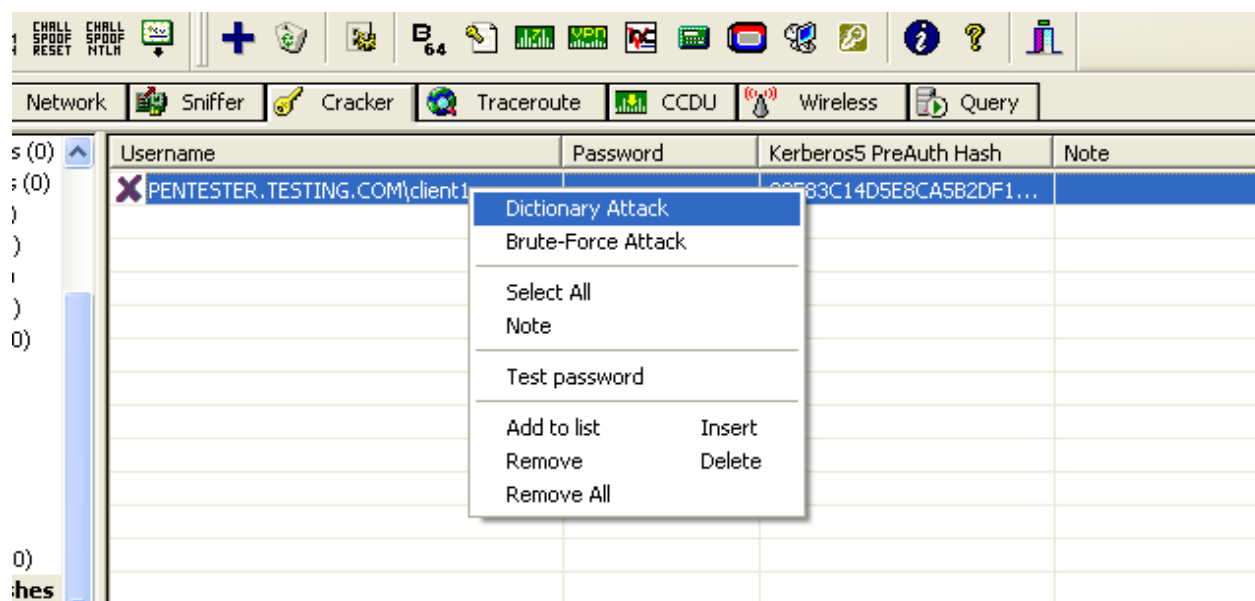 CHALL SPOOF RESET
CHALL SPOOF NTLM
B64
Network Sniffer Cracker Traceroute CCDU Wireless Query
s (0)
Username Password Kerberos5 PreAuth Hash Note
s (0)
PENTESTER.TESTING.COM\client1 83C14D5E8CA5B2DF1...
)
)
)
0)
Dictionary Attack
Brute-Force Attack
Select All
Note
Test password
Add to list Insert
Remove Delete
Remove All
0)
shes